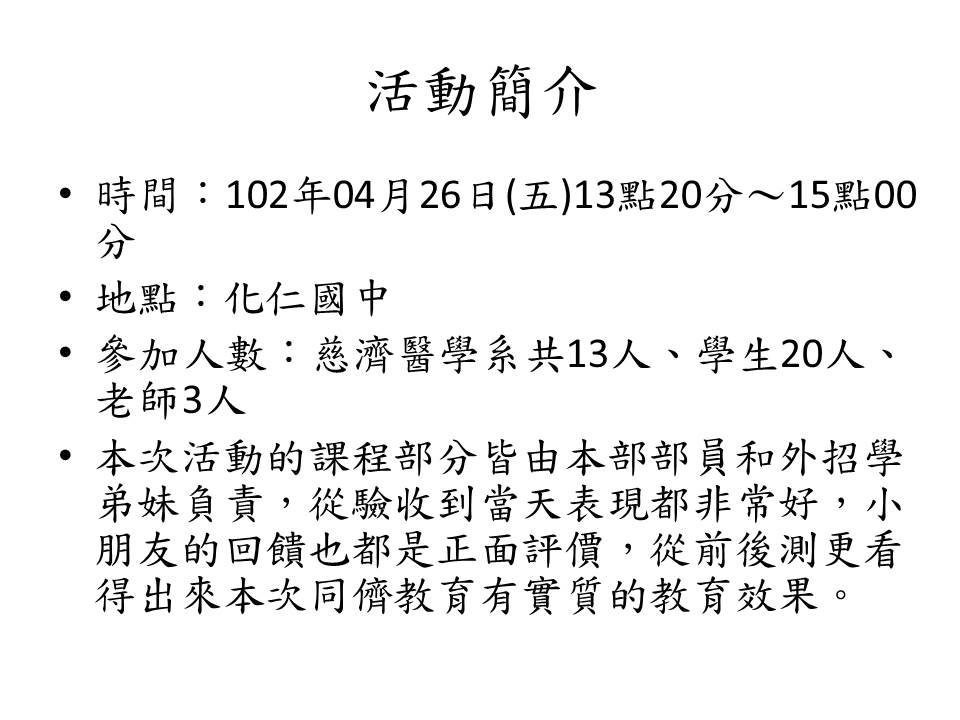 活動簡介
• 時間：102年04月26日(五)13點20分～15點00
分
• 地點：化仁國中
• 參加人數：慈濟醫學系共13人、學生20人、
老師3人
• 本次活動的課程部分皆由本部部員和外招學
弟妹負責，從驗收到當天表現都非常好，小
朋友的回饋也都是正面評價，從前後測更看
得出來本次同儕教育有實質的教育效果。